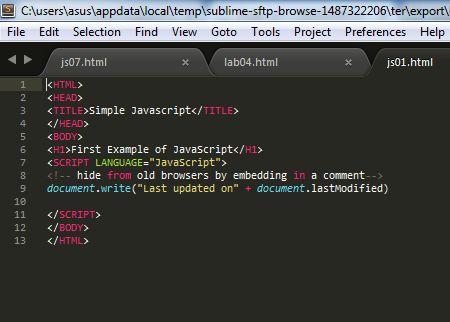 C:\users\asus\appdata\local\temp\sublime-sftp-browse-1487322206\ter\export\
File Edit Selection Find View Goto Tools Project Preferences Help
js07.html × lab04.html × js01.html
1 <HTML>
2 <HEAD>
3 <TITLE>Simple Javascript</TITLE>
4 </HEAD>
5 <BODY>
6 <H1>First Example of JavaScript</H1>
7 <SCRIPT LANGUAGE="JavaScript">
8 <!-- hide from old browsers by embedding in a comment-->
9 document.write("Last updated on" + document.lastModified)
10
11 </SCRIPT>
12 </BODY>
13 </HTML>